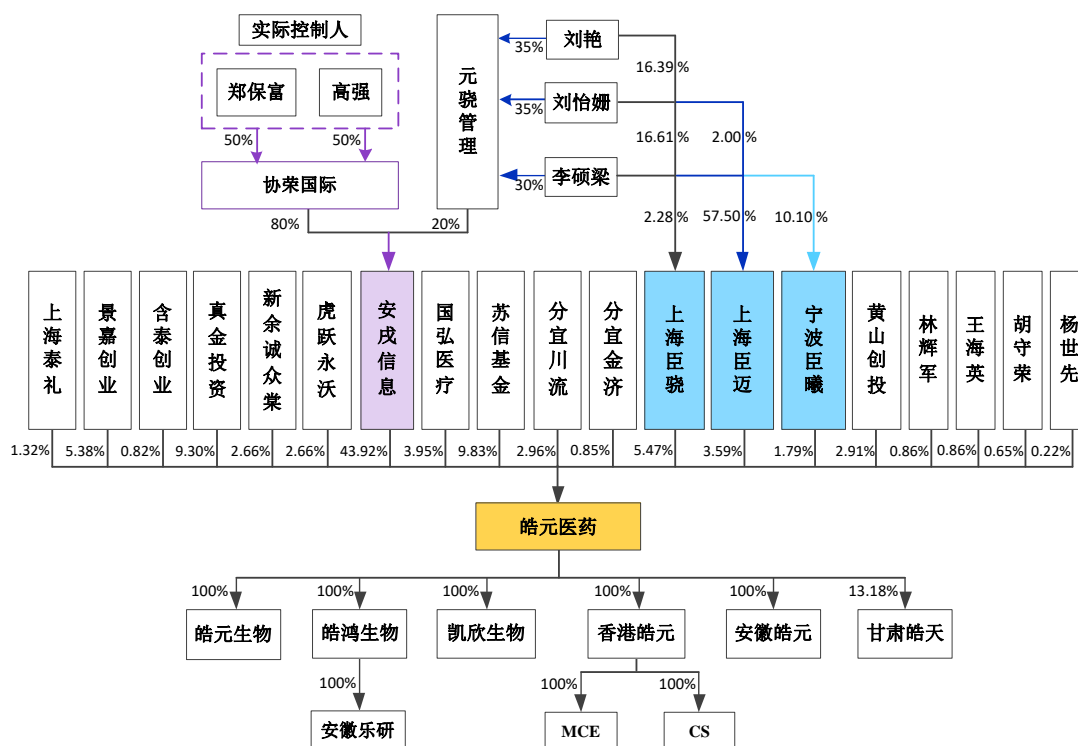 实际控制人
郑保富
高强
元骁管理
刘艳
刘怡姗
李硕梁
35%
35%
30%
16.39 %
16.61 %
2.00 %
50%
50%
协荣国际
80%
20%
2.28 %
57.50 %
10.10 %
上海泰礼
景嘉创业
含泰创业
真金投资
新余诚众棠
虎跃永沃
安戌信息
国弘医疗
苏信基金
分宜川流
分宜金济
上海臣骁
上海臣迈
宁波臣曦
黄山创投
林辉军
王海英
胡守荣
杨世先
1.32%
5.38%
0.82%
9.30%
2.66%
2.66%
43.92%
3.95%
9.83%
2.96%
0.85%
5.47%
3.59%
1.79%
2.91%
0.86%
0.86%
0.65%
0.22%
皓元医药
100%
100%
100%
100%
100%
13.18%
皓元生物
皓鸿生物
凯欣生物
香港皓元
安徽皓元
甘肃皓天
100%
100%
100%
安徽乐研
MCE
CS